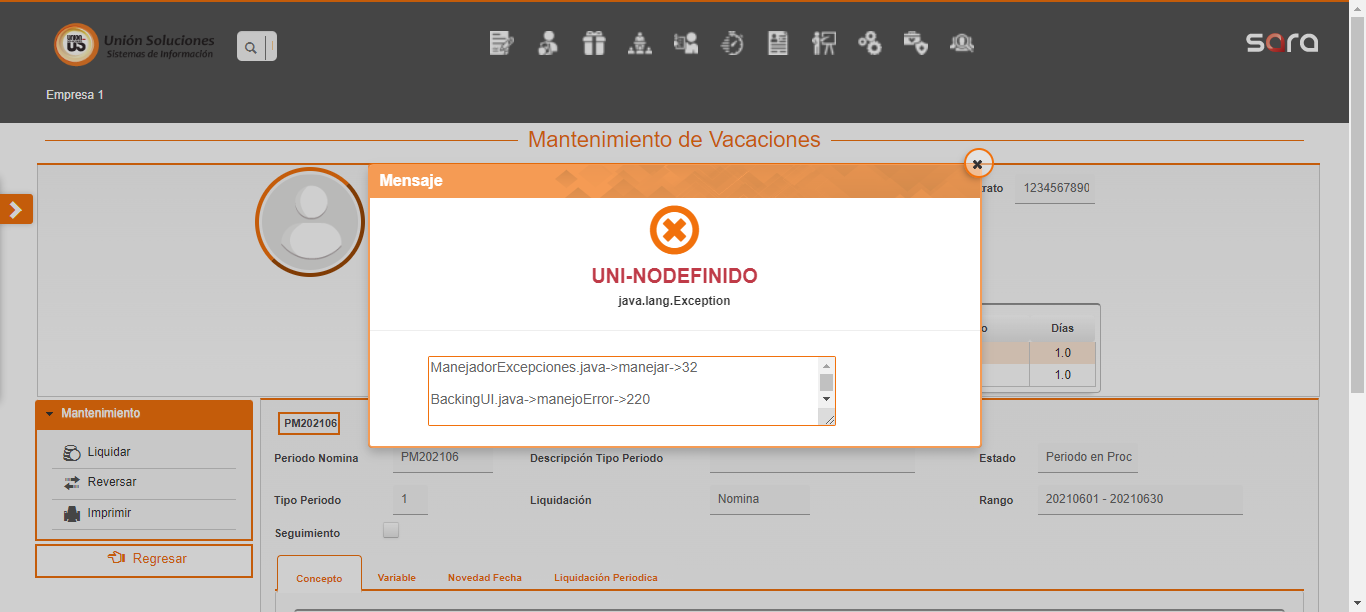 Unión Soluciones
Sistemas de Información
sara
Empresa 1
Mantenimiento de Vacaciones
Mensaje
1234567890
UNI-NODEFINIDO
java.lang.Exception
Días
1.0
1.0
ManejadorExcepciones.java->manejar->32
BackingUI.java->manejoError->220
Mantenimiento
Liquidar
Reversar
Imprimir
Regresar
PM202106
Periodo Nomina PM202106 Descripción Tipo Periodo Estado Periodo en Proc
Tipo Periodo 1 Liquidación Nomina Rango 20210601 - 20210630
Seguimiento
Concepto Variable Novedad Fecha Liquidación Periodica